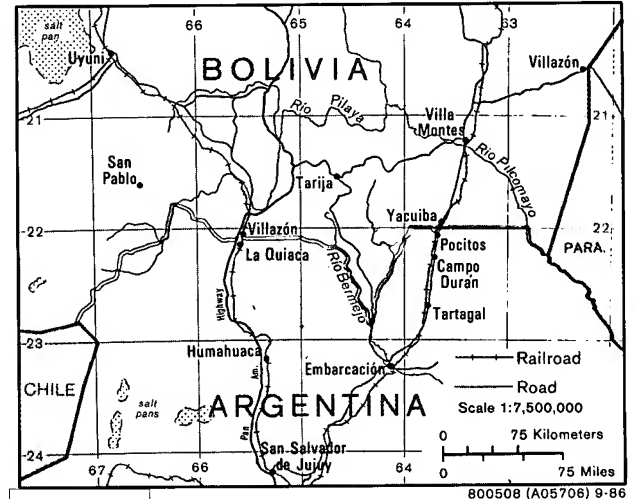 66 65 64 63
salt
pan
Uyuni
BOLIVIA
Villazón
Río Pilaya
Villa
Montes
21
21
San
Pablo
Tarija
Río Pilcomayo
Yacuiba
22
Villazón
22
La Quiaca
Pocitos
PARA.
Río Bermejo
Campo
Durán
Highway
Tartagal
23
23
Humahuaca
Am.
Embarcación
Railroad
CHILE
Road
salt
pans
ARGENTINA
Scale 1:7,500,000
Pan
0 75 Kilometers
San Salvador
de Jujuy
24
67 66 64
0 75 Miles
800508 (A05706) 9-86